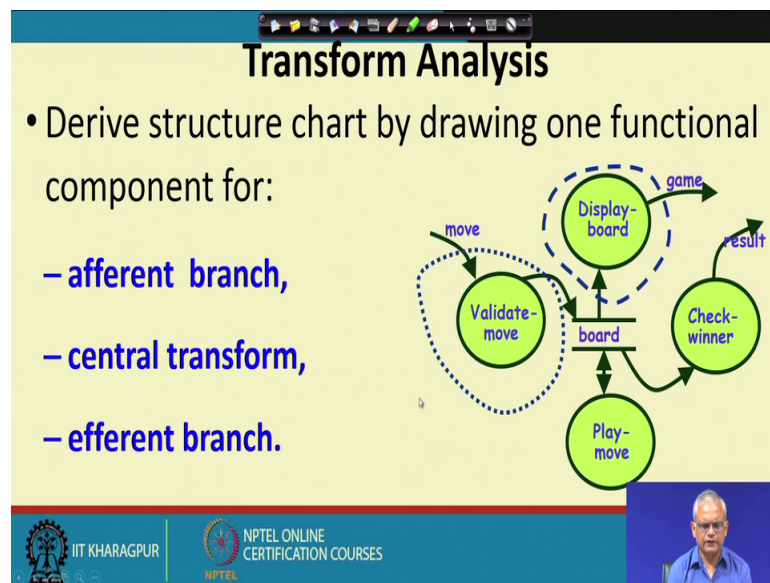 Transform Analysis
• Derive structure chart by drawing one functional
component for:
– afferent branch,
– central transform,
– efferent branch.
move
Validate-
move
Display-
board
game
board
Play-
move
Check-
winner
result
IIT KHARAGPUR
NPTEL
NPTEL ONLINE
CERTIFICATION COURSES